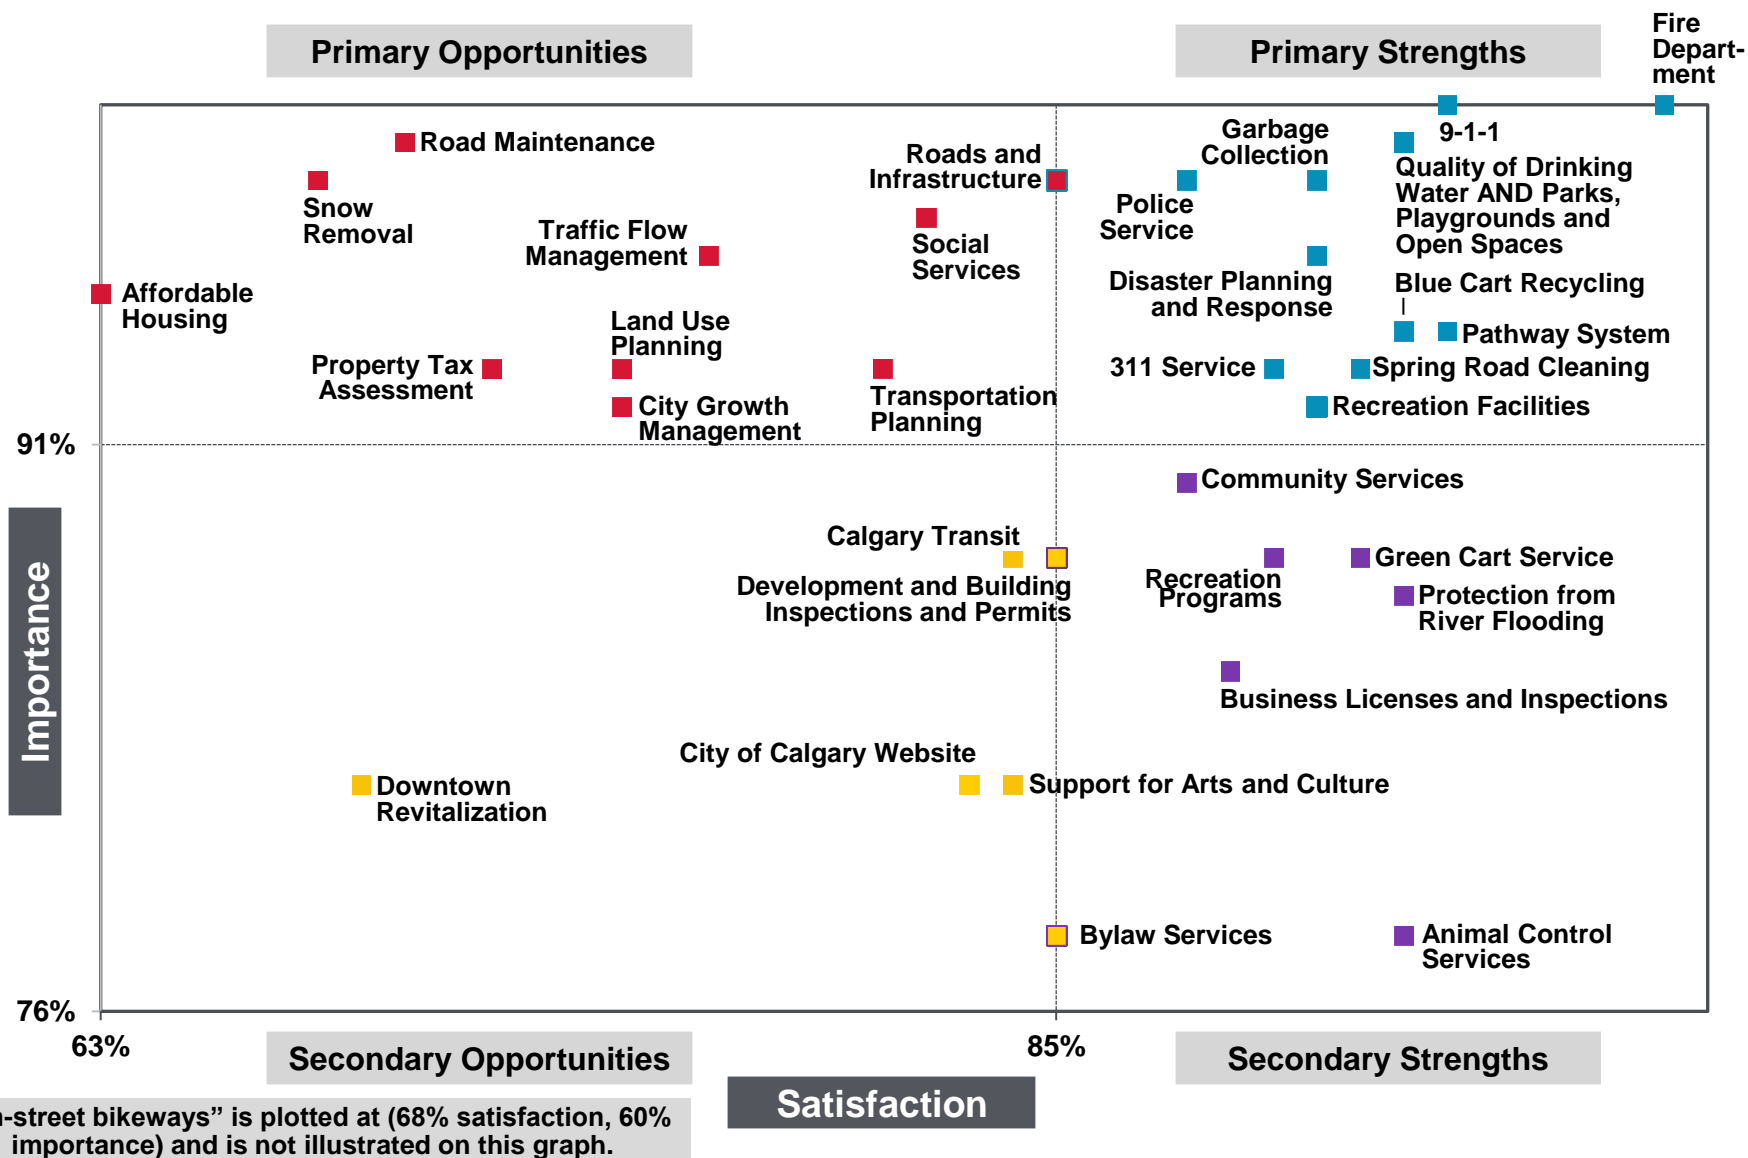 Primary Opportunities
Primary Strengths
Fire
Depart-
ment
Road Maintenance
Snow
Removal
Traffic Flow
Management
Roads and
Infrastructure
Social
Services
Garbage
Collection
Police
Service
9-1-1
Quality of Drinking
Water AND Parks,
Playgrounds and
Open Spaces
Disaster Planning
and Response
Blue Cart Recycling
Pathway System
Affordable
Housing
Land Use
Planning
Property Tax
Assessment
City Growth
Management
Transportation
Planning
311 Service
Spring Road Cleaning
Recreation Facilities
91%
Community Services
Calgary Transit
Development and Building
Inspections and Permits
Recreation
Programs
Green Cart Service
Protection from
River Flooding
Business Licenses and Inspections
Importance
City of Calgary Website
Downtown
Revitalization
Support for Arts and Culture
Bylaw Services
Animal Control
Services
76%
63%
85%
Secondary Opportunities
Secondary Strengths
Satisfaction
-street bikeways” is plotted at (68% satisfaction, 60%
importance) and is not illustrated on this graph.